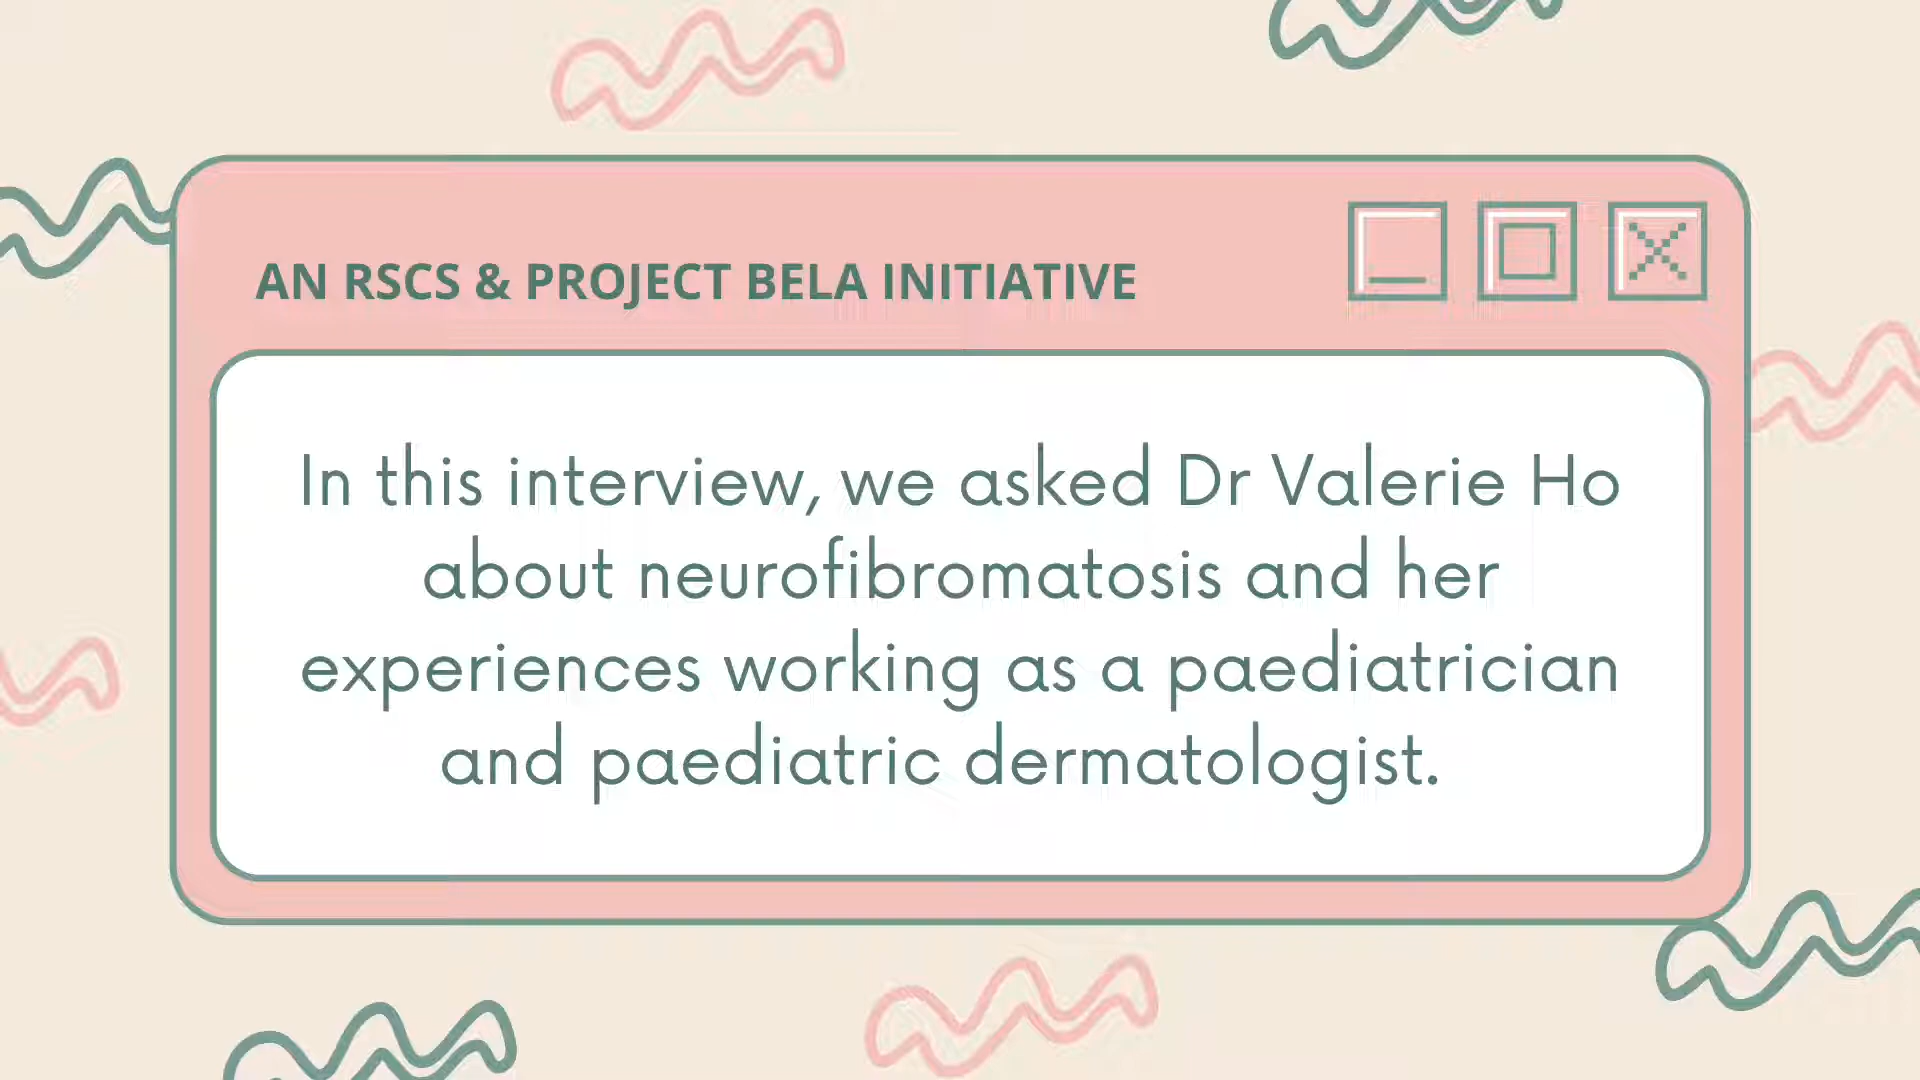 AN RSCS & PROJECT BELA INITIATIVE
In this interview, we asked Dr Valerie Ho
about neurofibromatosis and her
experiences working as a paediatrician
and paediatric dermatologist.